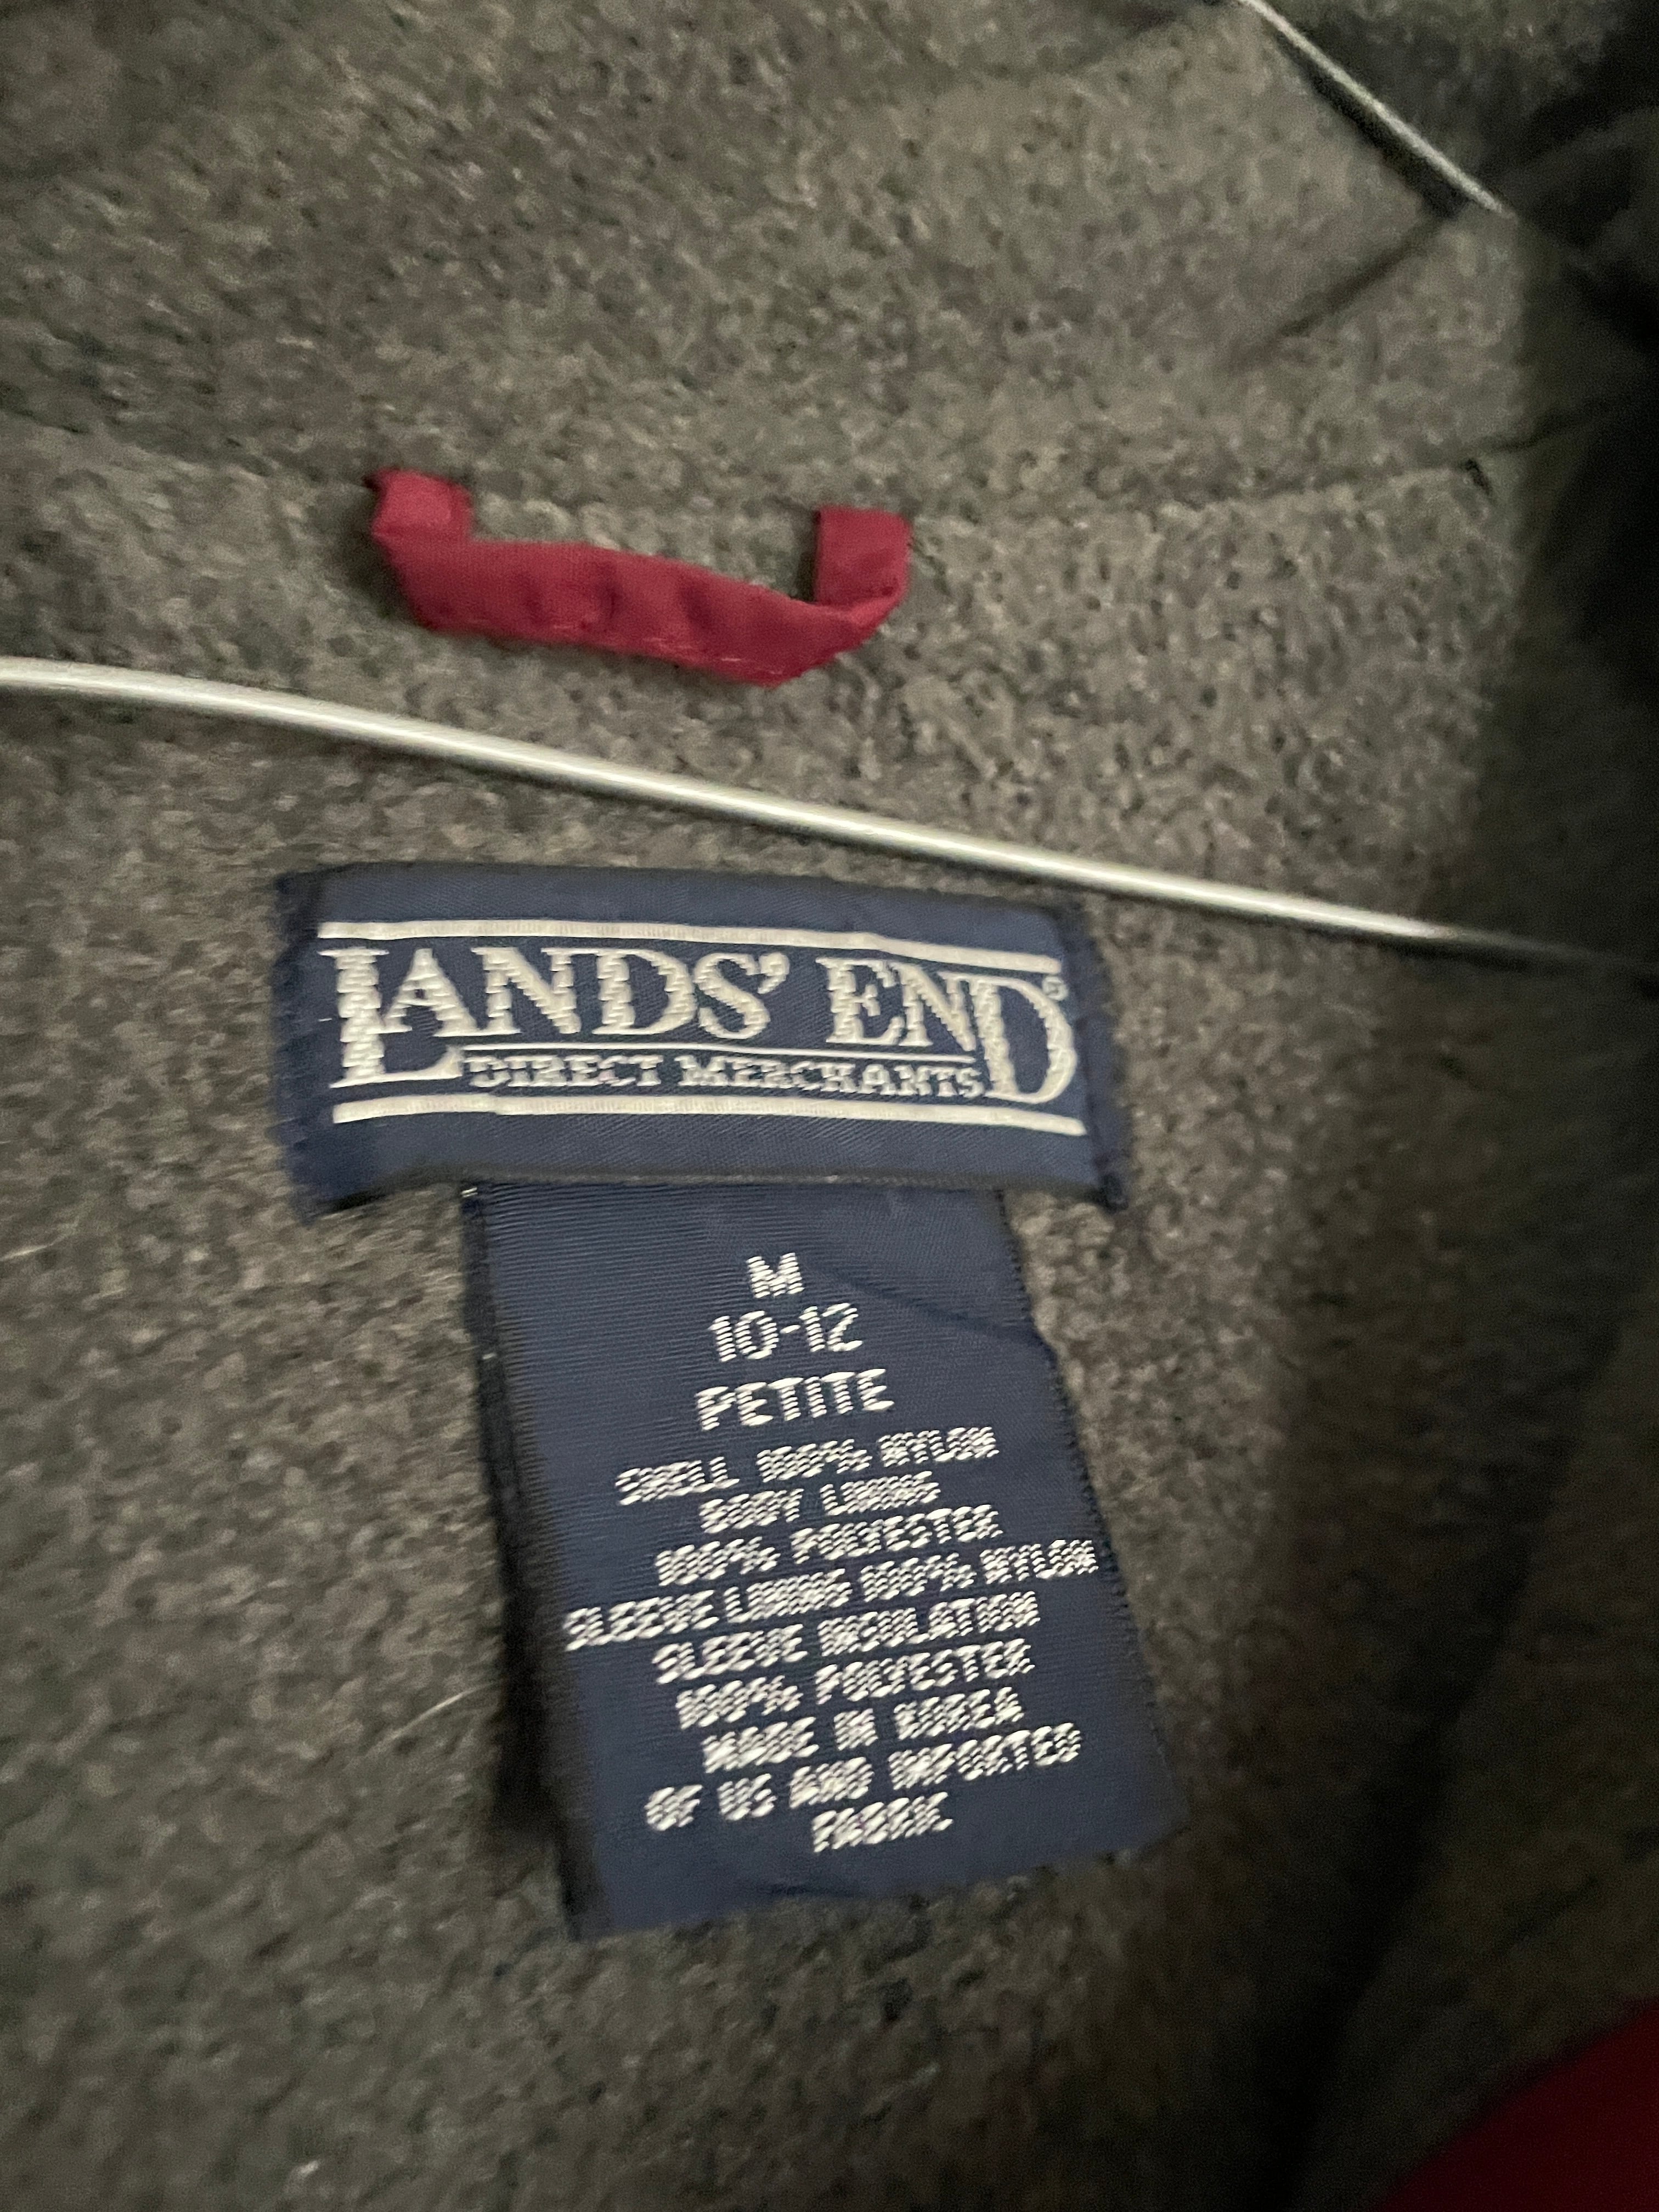 LANDS' END®
DIRECT MERCHANTS
M
10-12
PETITE
SHELL 100% NYLON
BODY LINING
100% POLYESTER
SLEEVE LINING 100% NYLON
SLEEVE INSULATION
100% POLYESTER
MADE IN KOREA
OF US AND IMPORTED
FABRIC